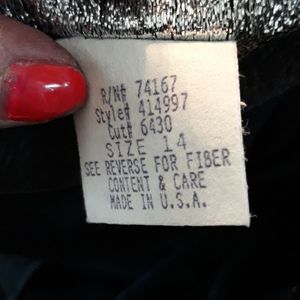 R/N# 74167
Style# 414997
Cut# 6430
SIZE 14
SEE REVERSE FOR FIBER
CONTENT & CARE
MADE IN U.S.A.